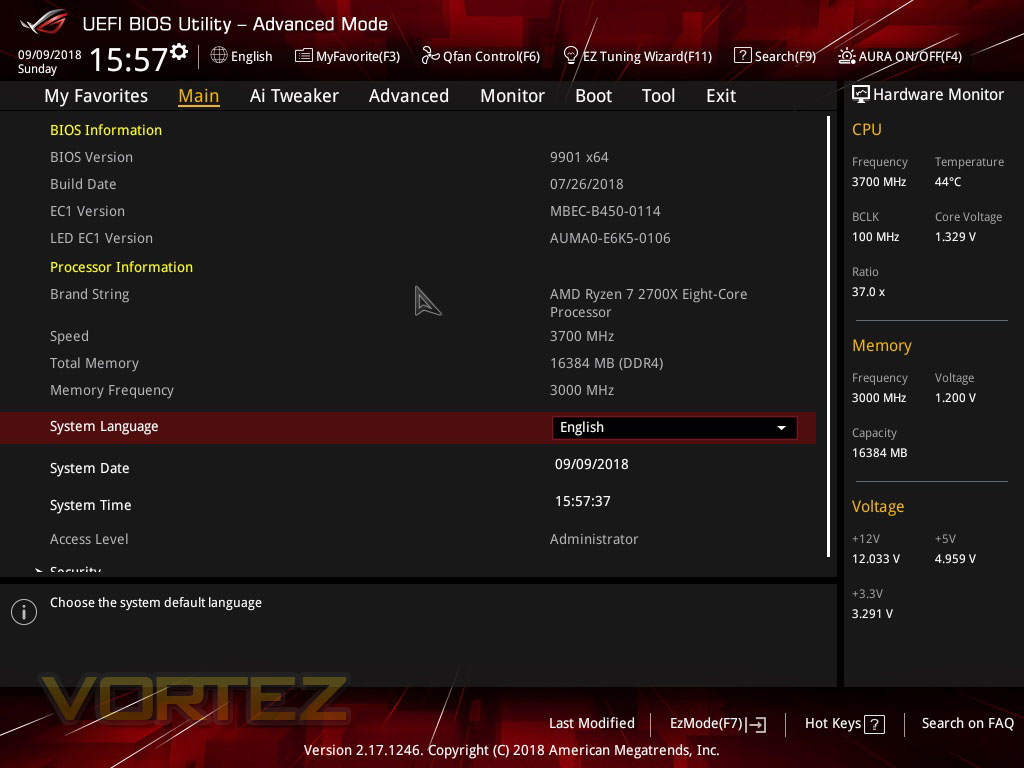 UEFI BIOS Utility – Advanced Mode
09/09/2018
Sunday
15:57
English
MyFavorite(F3)
Qfan Control(F6)
EZ Tuning Wizard(F11)
Search(F9)
AURA ON/OFF(F4)
My Favorites Main Ai Tweaker Advanced Monitor Boot Tool Exit
Hardware Monitor
BIOS Information
BIOS Version 9901 x64
Build Date 07/26/2018
EC1 Version MBEC-B450-0114
LED EC1 Version AUMA0-E6K5-0106
Processor Information
Brand String AMD Ryzen 7 2700X Eight-Core
Processor
Speed 3700 MHz
Total Memory 16384 MB (DDR4)
Memory Frequency 3000 MHz
System Language English
System Date 09/09/2018
System Time 15:57:37
Access Level Administrator
Security
Choose the system default language
CPU
Frequency Temperature
3700 MHz 44°C
BCLK Core Voltage
100 MHz 1.329 V
Ratio
37.0 x
Memory
Frequency Voltage
3000 MHz 1.200 V
Capacity
16384 MB
Voltage
+12V +5V
12.033 V 4.959 V
+3.3V
3.291 V
VORTEZ
Last Modified EzMode(F7) Hot Keys ? Search on FAQ
Version 2.17.1246. Copyright (C) 2018 American Megatrends, Inc.